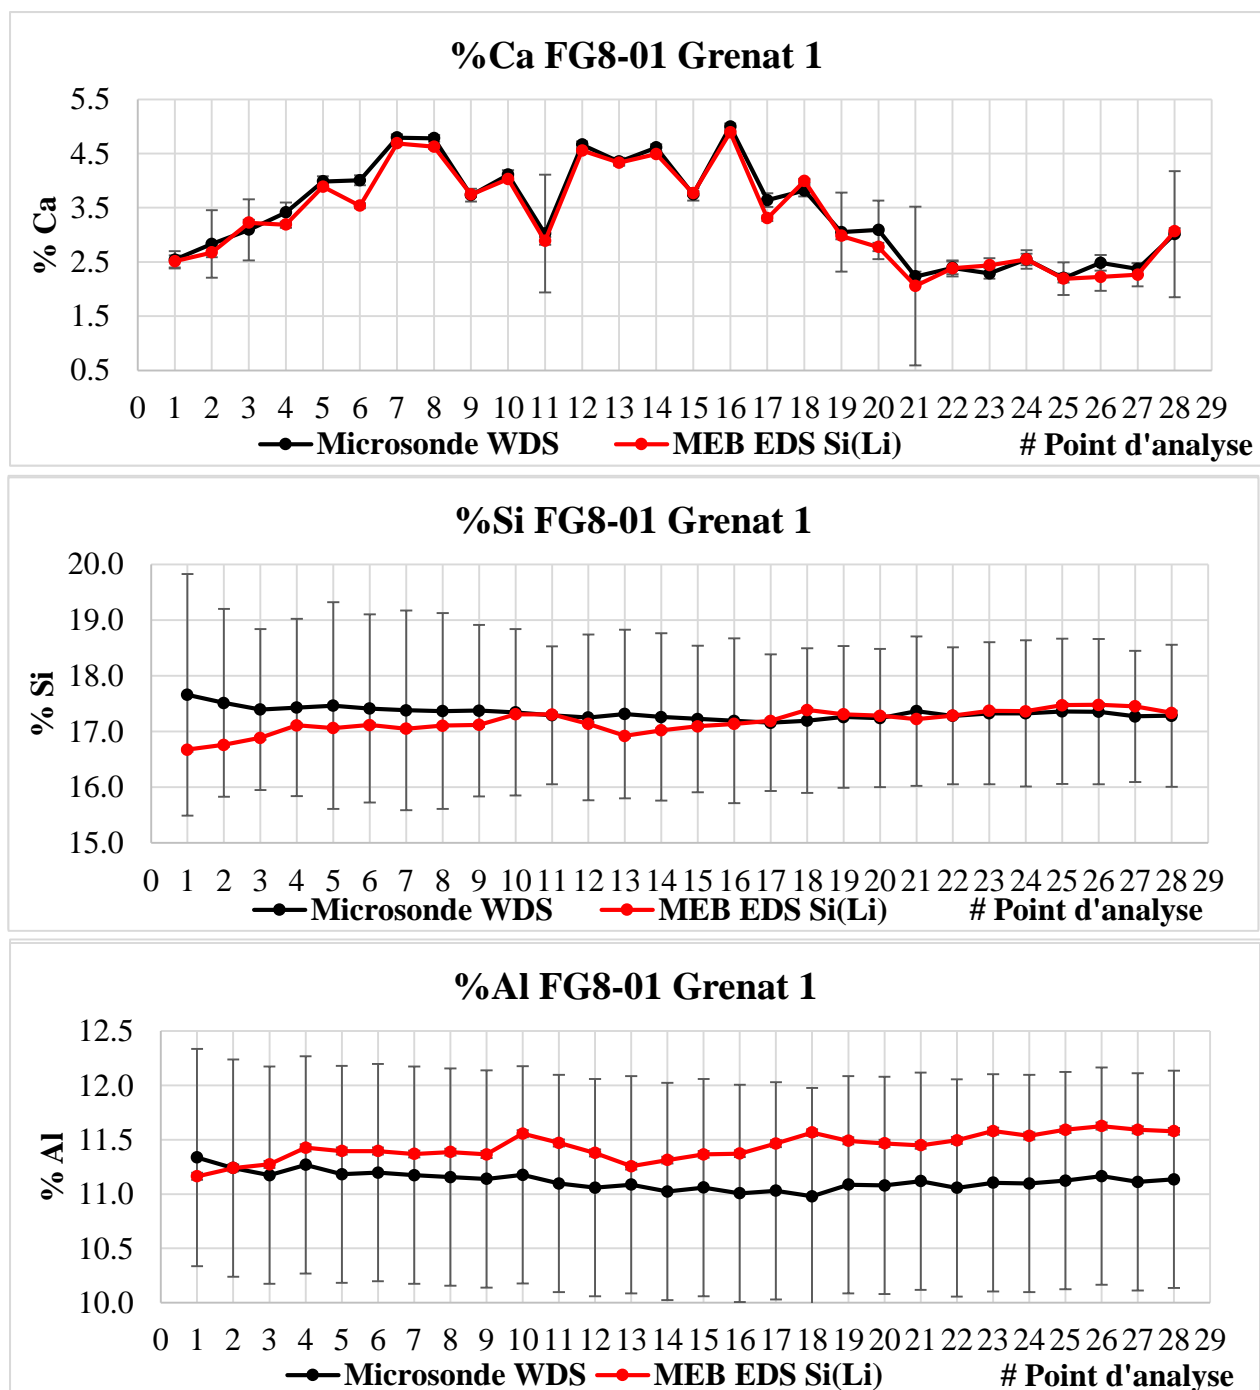 %Ca FG8-01 Grenat 1
% Ca
5.5
4.5
3.5
2.5
1.5
0.5
0 1 2 3 4 5 6 7 8 9 10 11 12 13 14 15 16 17 18 19 20 21 22 23 24 25 26 27 28 29
Microsonde WDS MEB EDS Si(Li) # Point d'analyse
%Si FG8-01 Grenat 1
% Si
20.0
19.0
18.0
17.0
16.0
15.0
0 1 2 3 4 5 6 7 8 9 10 11 12 13 14 15 16 17 18 19 20 21 22 23 24 25 26 27 28 29
Microsonde WDS MEB EDS Si(Li) # Point d'analyse
%Al FG8-01 Grenat 1
% Al
12.5
12.0
11.5
11.0
10.5
10.0
0 1 2 3 4 5 6 7 8 9 10 11 12 13 14 15 16 17 18 19 20 21 22 23 24 25 26 27 28 29
Microsonde WDS MEB EDS Si(Li) # Point d'analyse